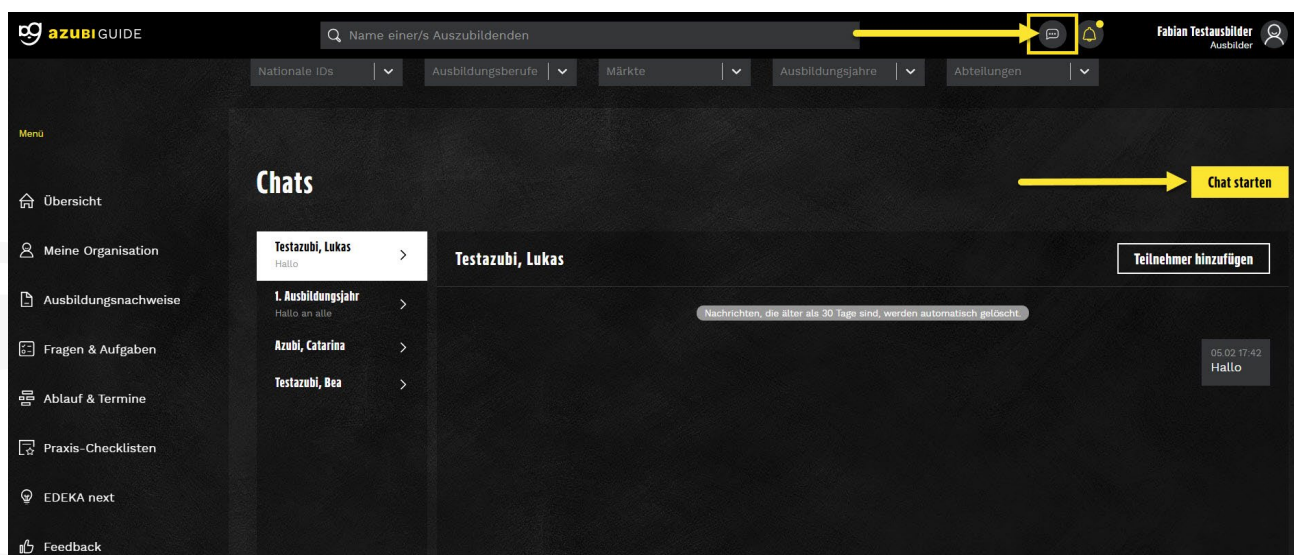 azubiGUIDE
Name einer/s Auszubildenden
Fabian Testausbilder
Ausbilder
Nationale IDs
Ausbildungsberufe
Märkte
Ausbildungsjahre
Abteilungen
Menü
Übersicht
Meine Organisation
Ausbildungsnachweise
Fragen & Aufgaben
Ablauf & Termine
Praxis-Checklisten
EDEKA next
Feedback
Chats
Chat starten
Testazubi, Lukas
Hallo
1. Ausbildungsjahr
Hallo an alle
Azubi, Catarina
Testazubi, Bea
Testazubi, Lukas
Teilnehmer hinzufügen
Nachrichten, die älter als 30 Tage sind, werden automatisch gelöscht.
05.02 17:42
Hallo